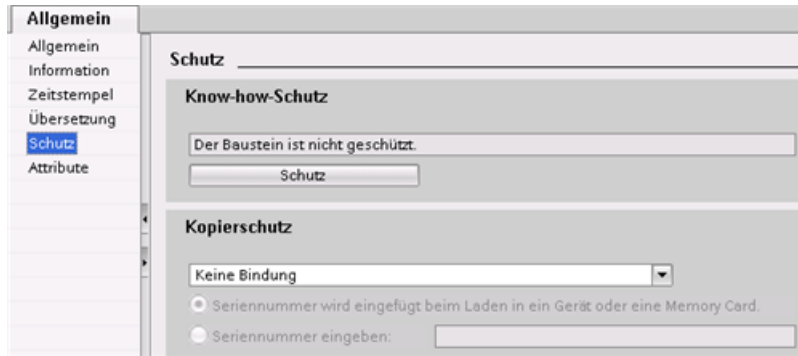 Allgemein
Allgemein
Information
Zeitstempel
Übersetzung
Schutz
Attribute
Schutz
Know-how-Schutz
Der Baustein ist nicht geschützt.
Schutz
Kopierschutz
Keine Bindung
Seriennummer wird eingefügt beim Laden in ein Gerät oder eine Memory Card.
Seriennummer eingeben: